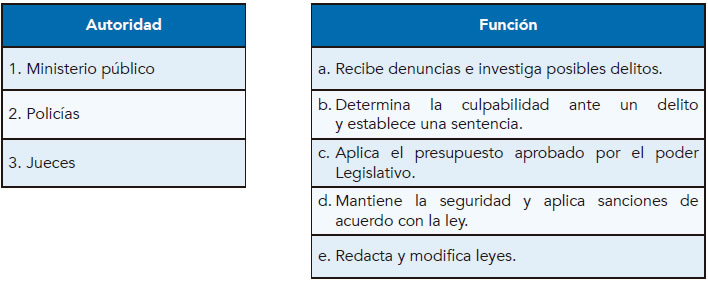 Autoridad
1. Ministerio público
2. Policías
3. Jueces
Función
a. Recibe denuncias e investiga posibles delitos.
b. Determina la culpabilidad ante un delito
y establece una sentencia.
c. Aplica el presupuesto aprobado por el poder
Legislativo.
d. Mantiene la seguridad y aplica sanciones de
acuerdo con la ley.
e. Redacta y modifica leyes.